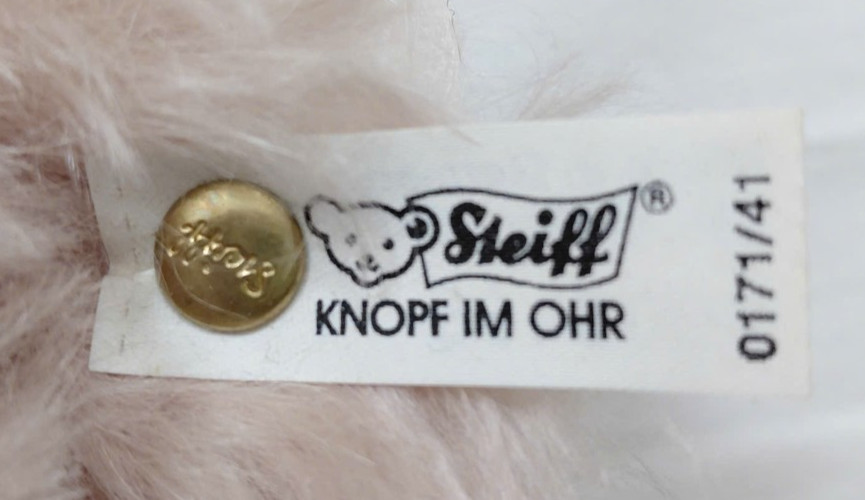 Steiff
Steiff ®
KNOPF IM OHR
0171/41